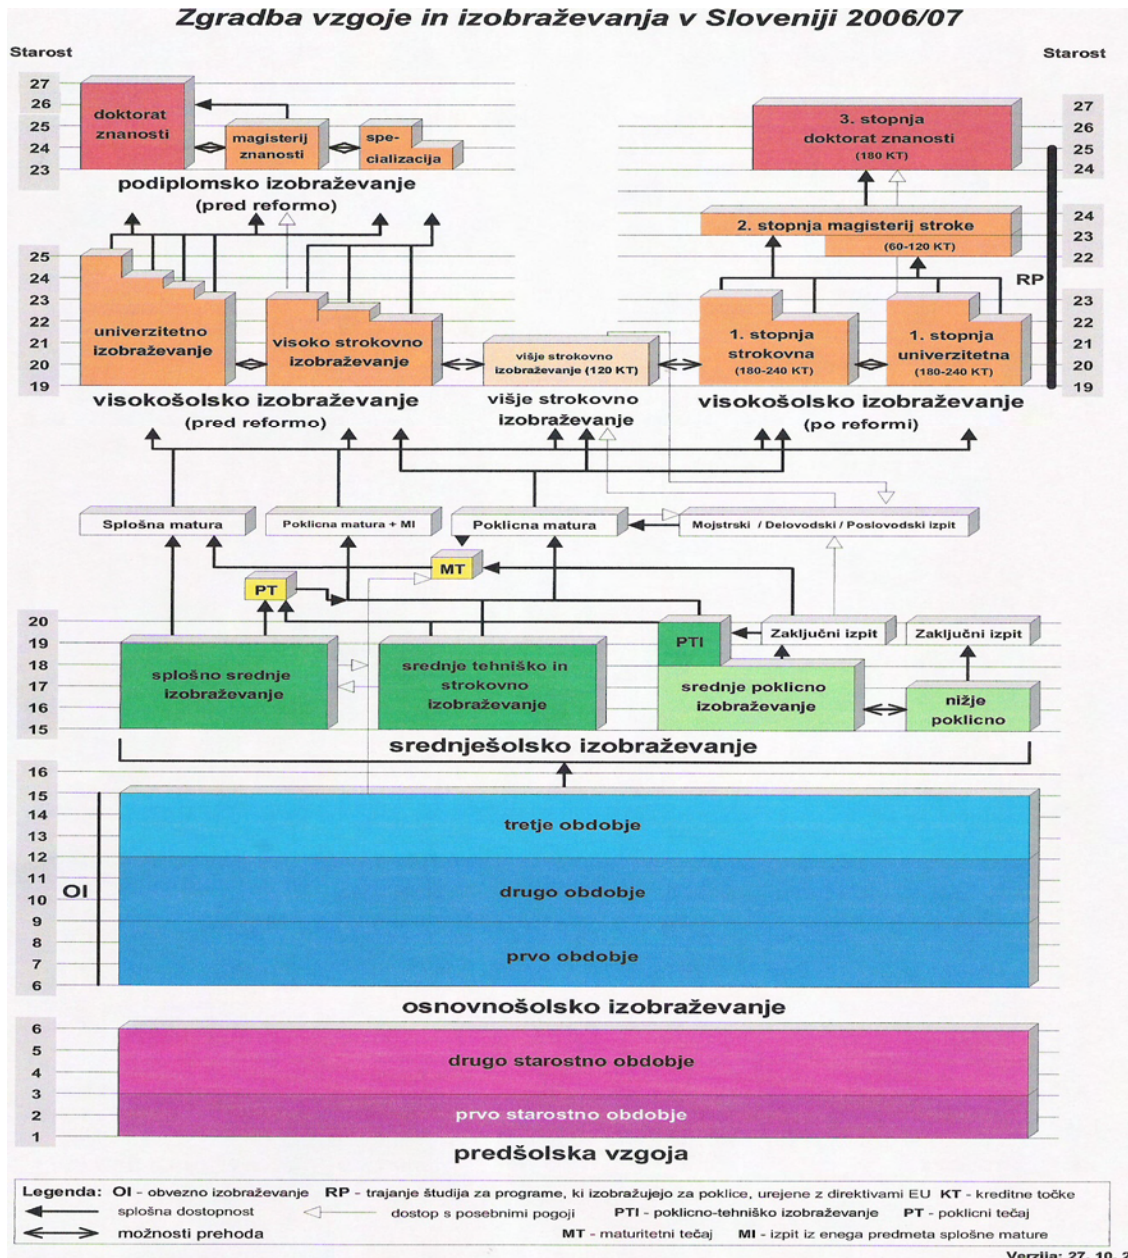 Zgradba vzgoje in izobraževanja v Sloveniji 2006/07
Starost
Starost
27
26
25
24
23
doktorat
znanosti
magisterij
znanosti
spe-
cializacija
podiplomsko izobraževanje
(pred reformo)
27
26
25
24
3. stopnja
doktorat znanosti
(180 KT)
24
23
22
2. stopnja magisterij stroke
(60-120 KT)
RP
25
24
23
22
21
20
19
univerzitetno
izobraževanje
visoko strokovno
izobraževanje
višje strokovno
izobraževanje (120 KT)
1. stopnja
strokovna
(180-240 KT)
1. stopnja
univerzitetna
(180-240 KT)
23
22
21
20
19
visokošolsko izobraževanje
(pred reformo)
višje strokovno
izobraževanje
visokošolsko izobraževanje
(po reformi)
Splošna matura
Poklicna matura + MI
Poklicna matura
Mojstrski / Delovodski / Poslovodski izpit
MT
PT
20
19
18
17
16
15
splošno srednje
izobraževanje
srednje tehniško in
strokovno
izobraževanje
PTI
srednje poklicno
izobraževanje
Zaključni izpit
Zaključni izpit
nižje
poklicno
srednješolsko izobraževanje
16
15
14
13
12
11
10
9
8
7
6
OI
tretje obdobje
drugo obdobje
prvo obdobje
osnovnošolsko izobraževanje
6
5
4
3
2
1
drugo starostno obdobje
prvo starostno obdobje
predšolska vzgoja
Legenda: OI - obvezno izobraževanje RP - trajanje študija za programe, ki izobražujejo za poklice, urejene z direktivami EU KT - kreditne točke
splošna dostopnost dostop s posebnimi pogoji PTI - poklicno-tehniško izobraževanje PT - poklicni tečaj
možnosti prehoda MT - maturitetni tečaj MI - izpit iz enega predmeta splošne mature
Verzija: 27. 10. 2